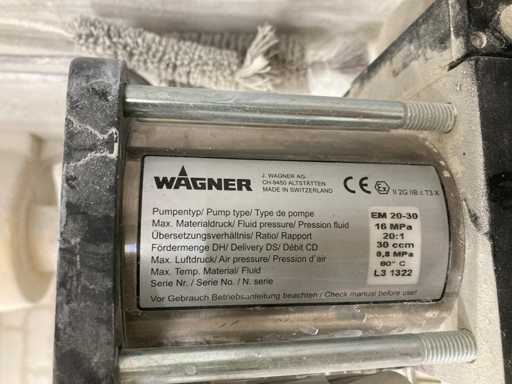 WAGNER
J. WAGNER AG.
CH-9450 ALTSTÄTTEN
MADE IN SWITZERLAND
CE Ex II 2G IIB c T3 X
Pumpentyp/ Pump type/ Type de pompe EM 20-30
Max. Materialdruck/ Fluid pressure/ Pression fluid 16 MPa
Übersetzungsverhältnis/ Ratio/ Rapport 20:1
Fördermenge DH/ Delivery DS/ Débit CD 30 ccm
Max. Luftdruck/ Air pressure/ Pression d'air 0,8 MPa
Max. Temp. Material/ Fluid 80° C
Serie Nr./ Serie No./ N. serie L3 1322
Vor Gebrauch Betriebsanleitung beachten / Check manual before use!